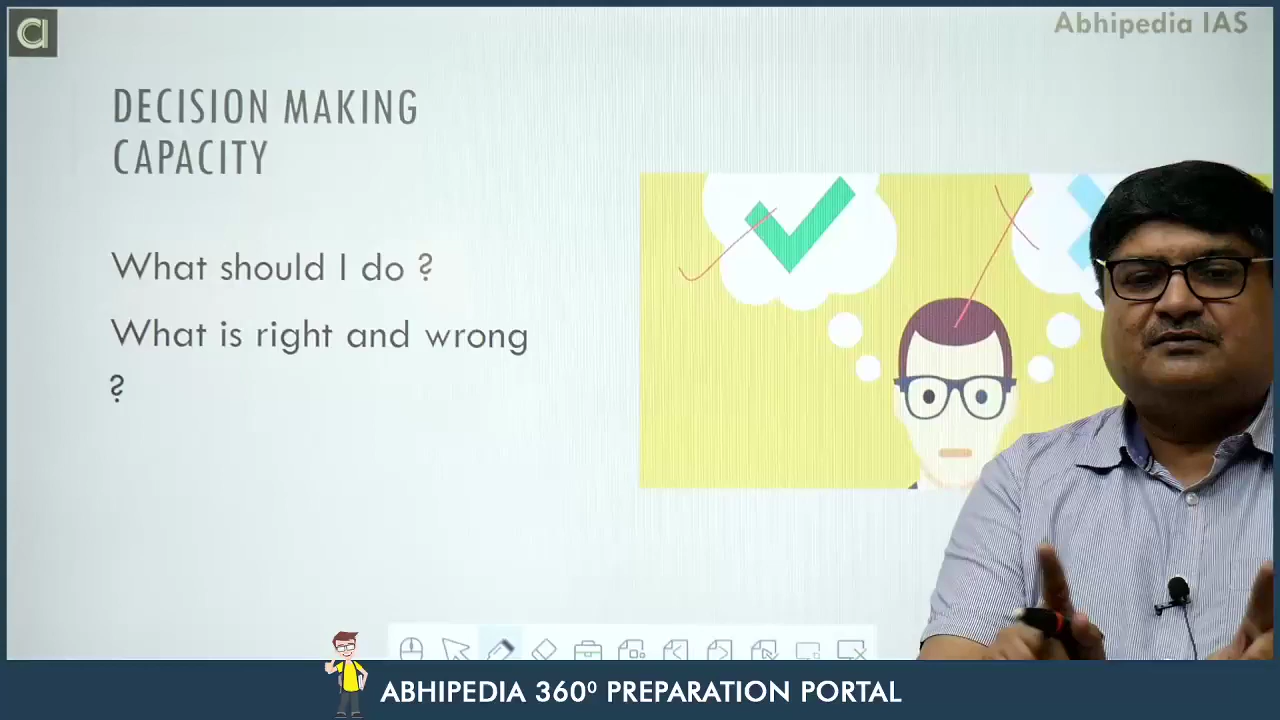 Abhipedia IAS
DECISION MAKING
CAPACITY
What should I do ?
What is right and wrong
?
ABHIPEDIA 360⁰ PREPARATION PORTAL